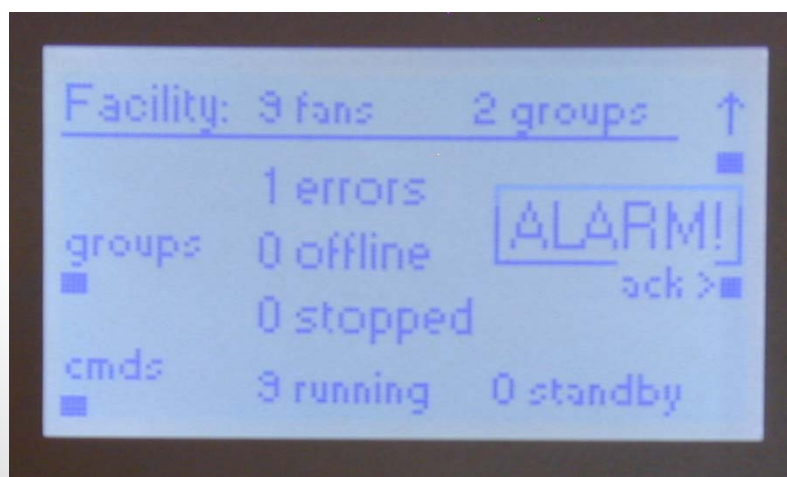 Facility: 9 fans 2 groups ↑
1 errors
ALARM!
groups 0 offline
ack >
0 stopped
cmds
9 running 0 standby